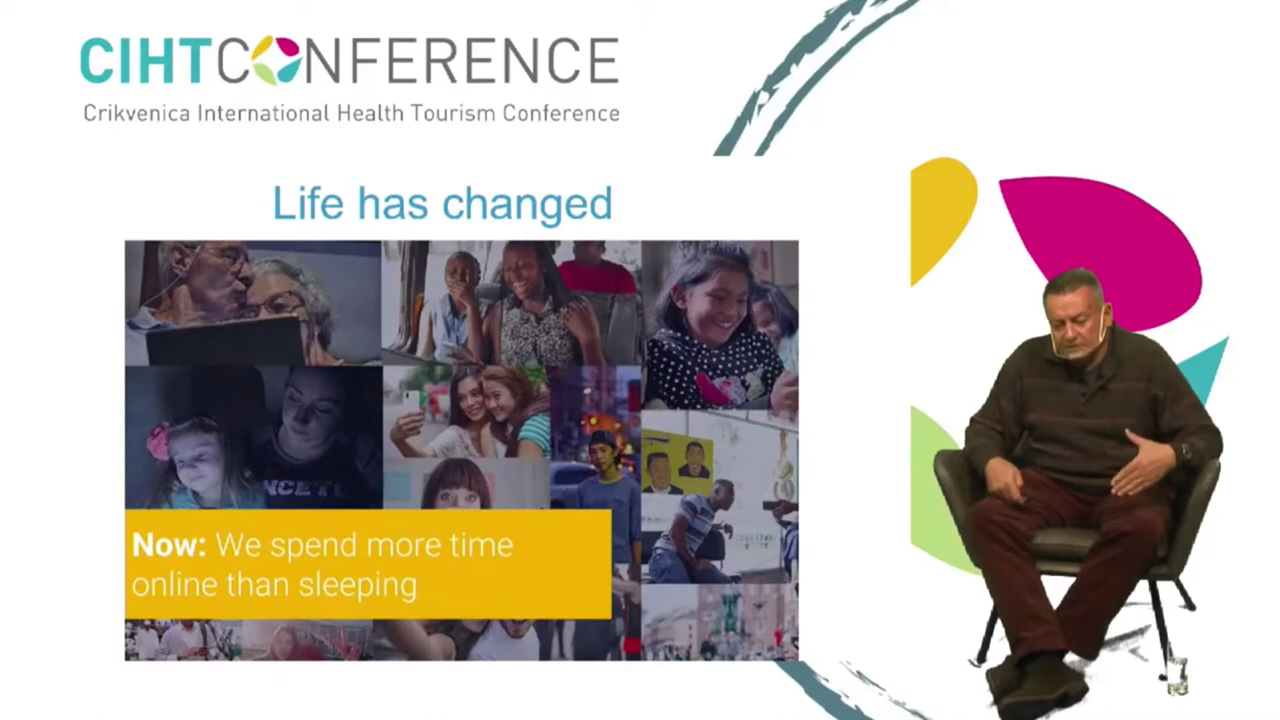 CIHTCONFERENCE
Crikvenica International Health Tourism Conference
Life has changed
Now: We spend more time
online than sleeping